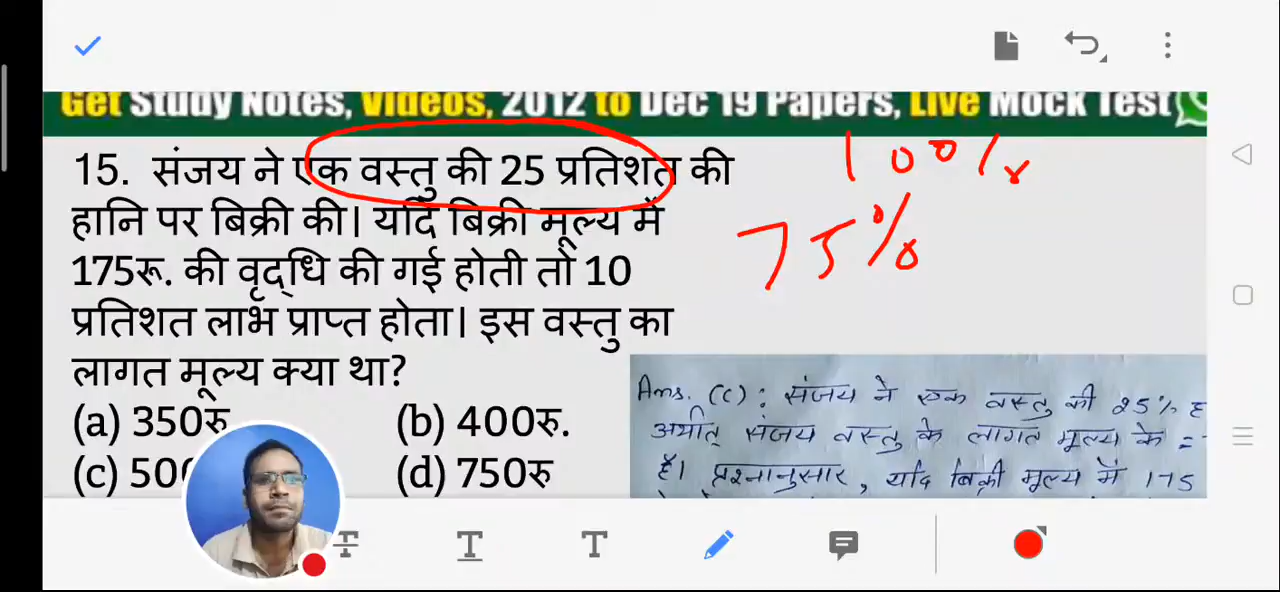 Get Study Notes, Videos, 2012 to Dec 19 Papers, Live Mock Test
15. संजय ने एक वस्तु की 25 प्रतिशत की
हानि पर बिक्री की। यदि बिक्री मूल्य में
175रू. की वृद्धि की गई होती तो 10
प्रतिशत लाभ प्राप्त होता। इस वस्तु का
लागत मूल्य क्या था?
(a) 350रु (b) 400रु.
(c) 50 (d) 750रु
100%
75%
Ans. (c) : संजय ने एक वस्तु की 25% ह
अर्थात् संजय वस्तु के लागत मूल्य के =
है। प्रश्नानुसार, यदि बिक्री मूल्य में 175
T T T